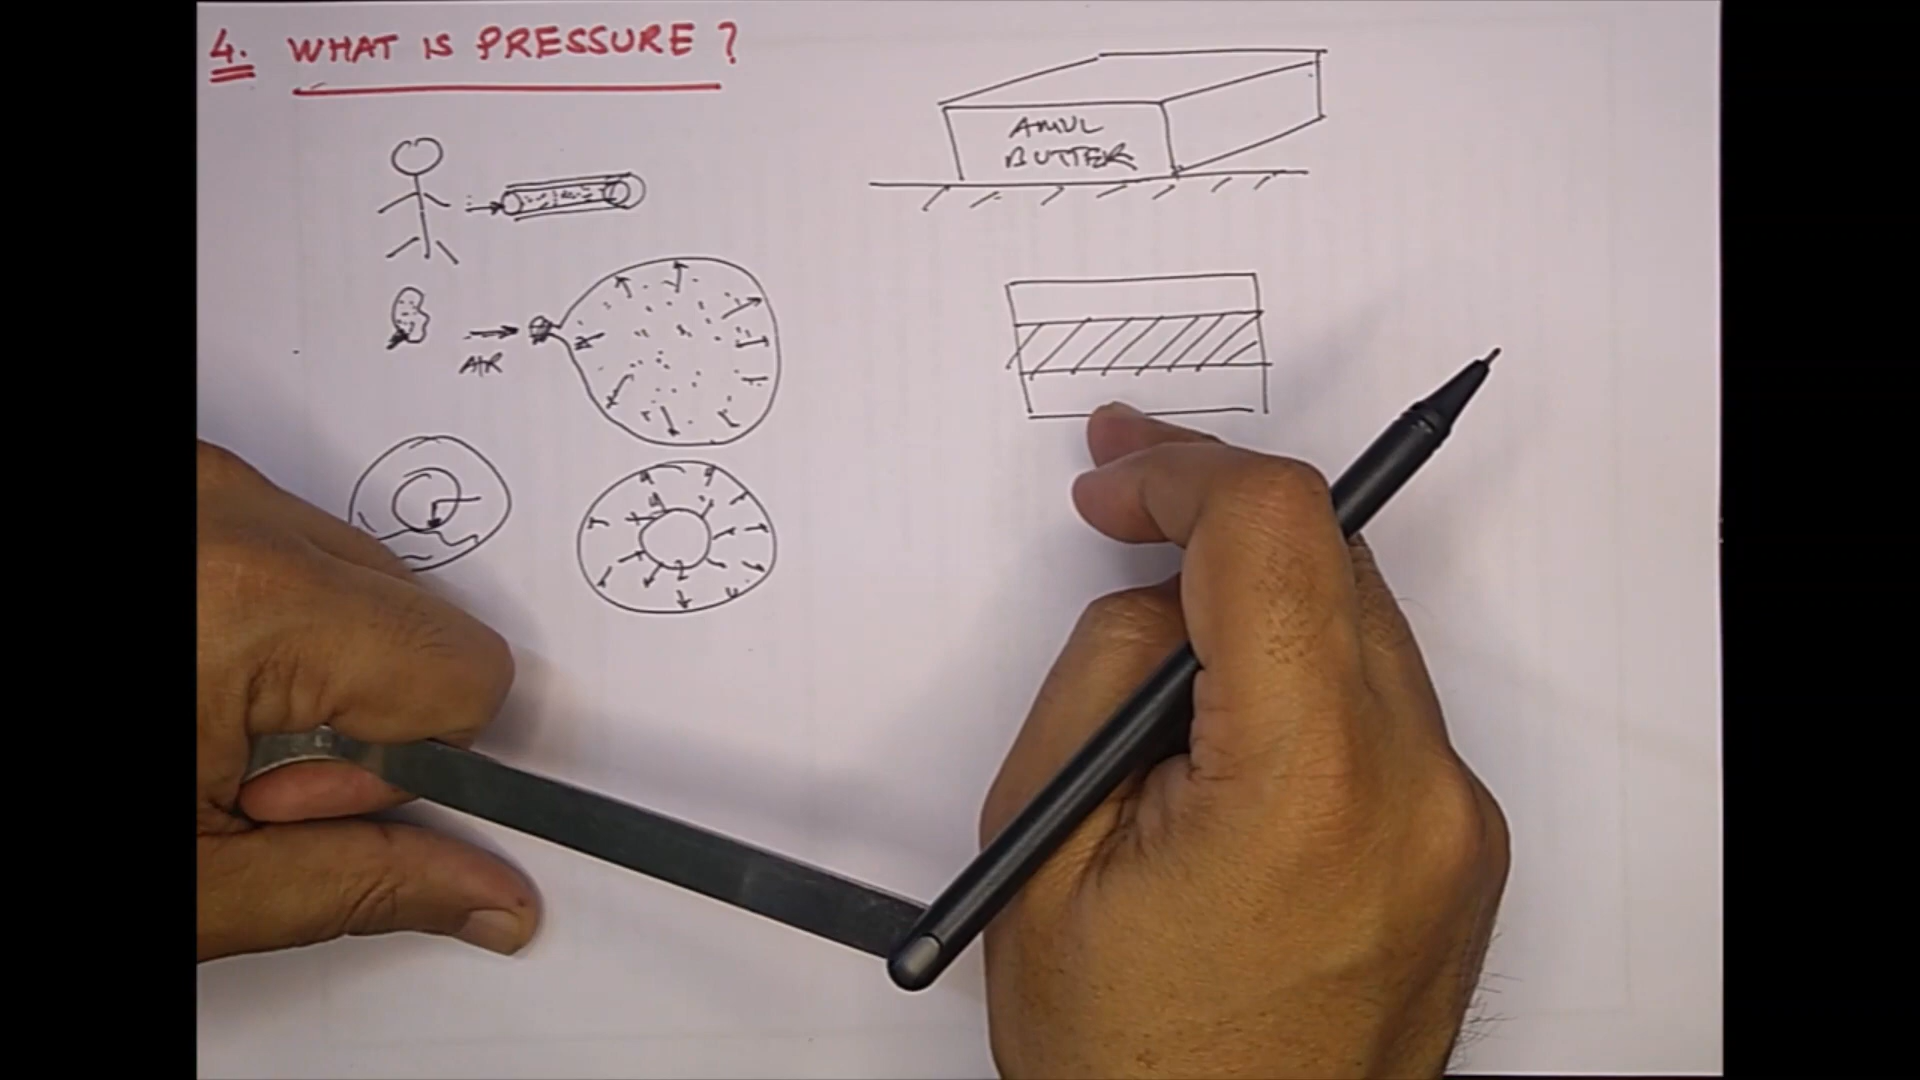 4. WHAT IS PRESSURE?
AMUL
BUTTER
AIR